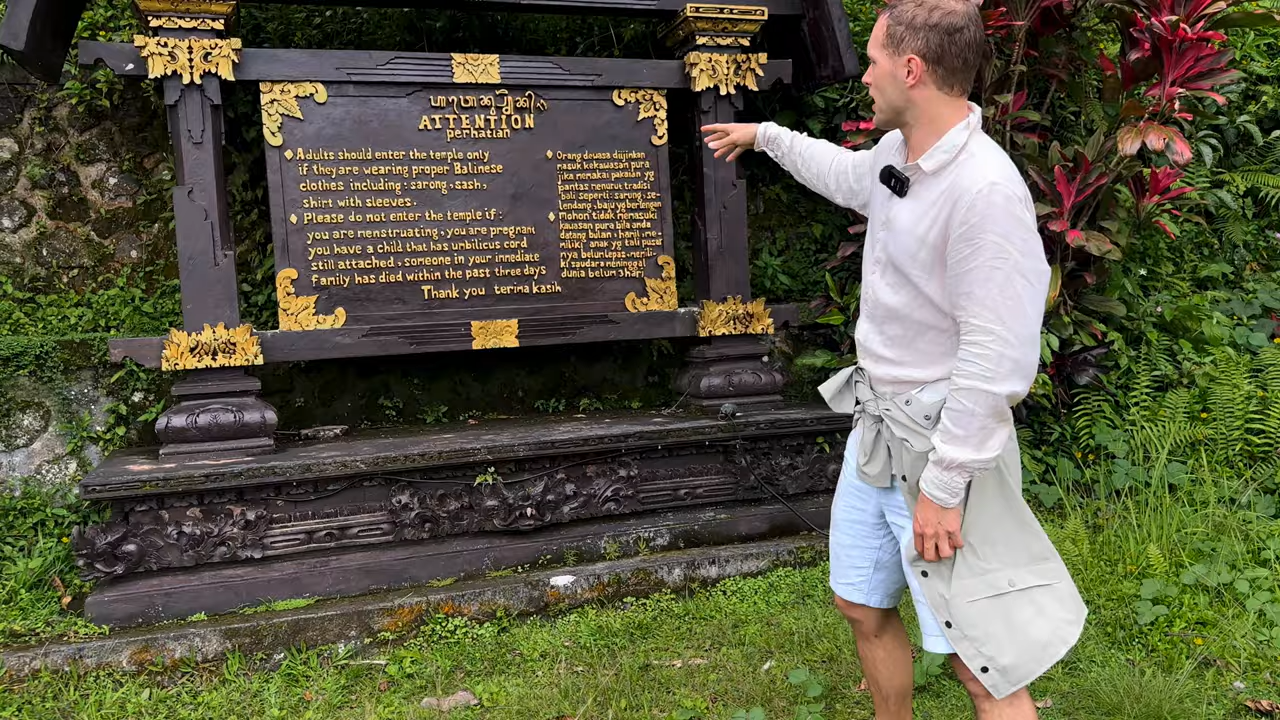 ATTENTION
perhatian
Adults should enter the temple only
if they are wearing proper Balinese
clothes including : sarong , sash ,
shirt with sleeves .
Please do not enter the temple if :
you are menstruating , you are pregnant
you have a child that has umbilicus cord
still attached , someone in your inmediate
family has died within the past three days
Orang dewasa diijinkan
masuk kekawasan pura
jika memakai pakaian yg
pantas menurut tradisi
bali seperti : sarung , se-
lendang , baju yg berlengan
Mohon tidak memasuki
kawasan pura bila anda
datang bulan , hamil , me-
miliki anak yg tali pusar
nya belum lepas , memili-
ki saudara meninggal
dunia belum 3 hari
Thank you terima kasih